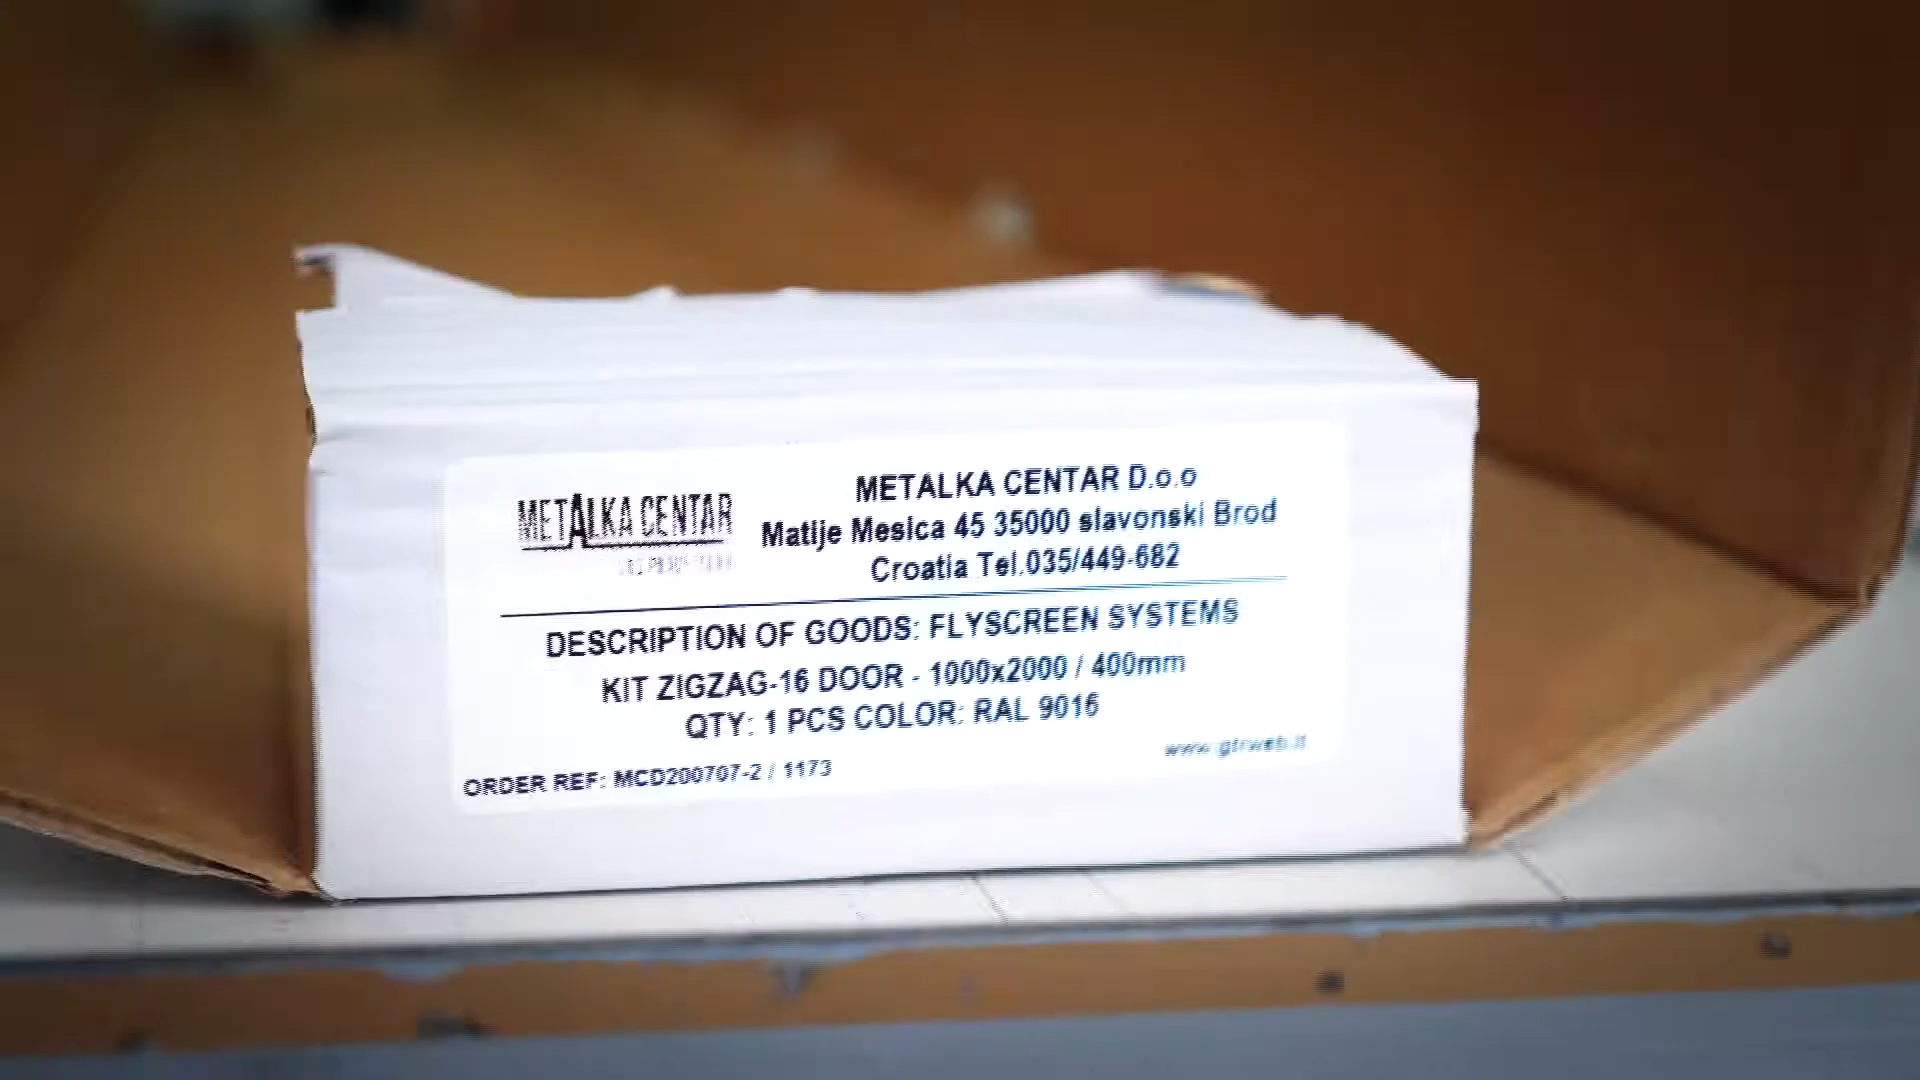 METALKA CENTAR
METALKA CENTAR D.o.o
Matije Mesica 45 35000 slavonski Brod
Croatia Tel.035/449-682
DESCRIPTION OF GOODS: FLYSCREEN SYSTEMS
KIT ZIGZAG-16 DOOR - 1000x2000 / 400mm
QTY: 1 PCS COLOR: RAL 9016
www.gtrweb.it
ORDER REF: MCD200707-2 / 1173